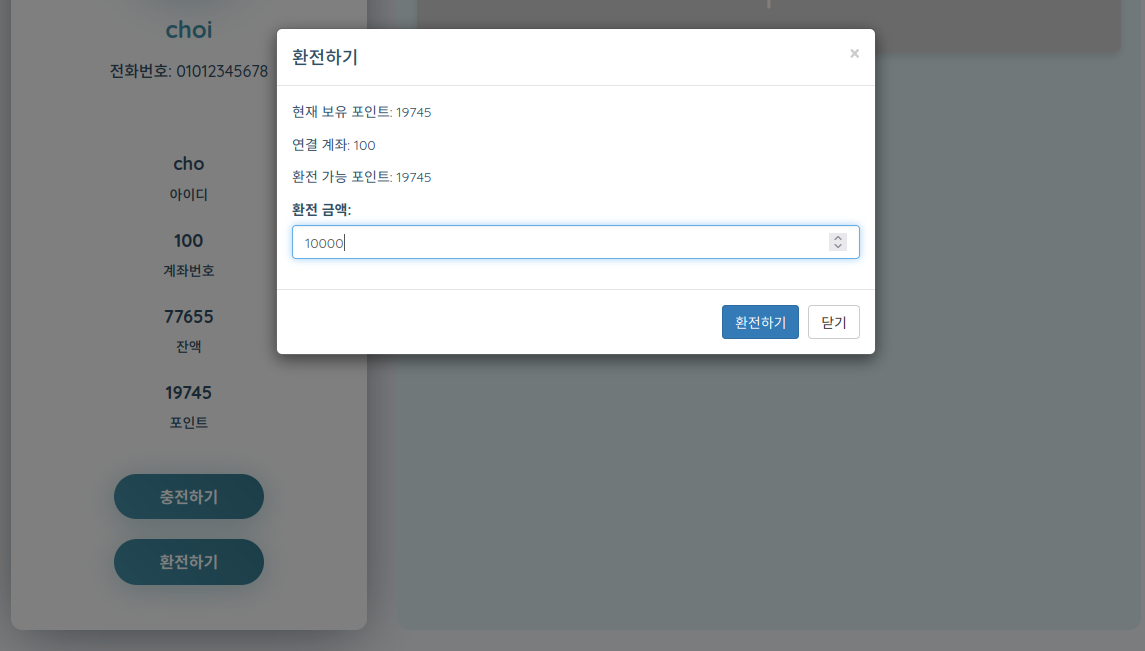 choi
전화번호: 01012345678
cho
아이디
100
계좌번호
77655
잔액
19745
포인트
충전하기
환전하기
환전하기
×
현재 보유 포인트: 19745
연결 계좌: 100
환전 가능 포인트: 19745
환전 금액:
10000
환전하기 닫기